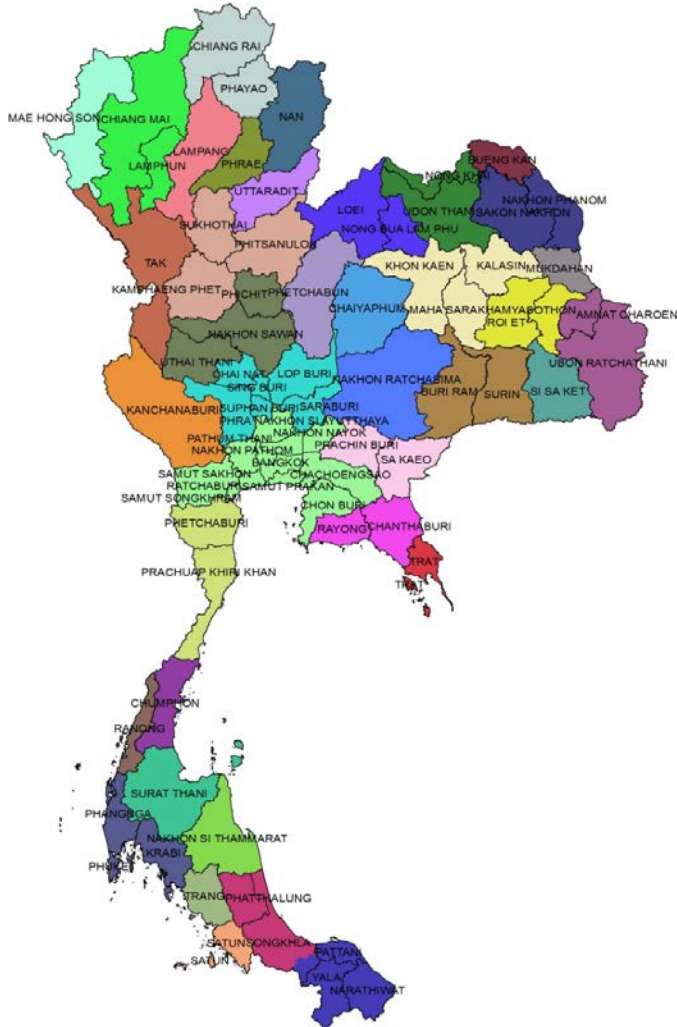 CHIANG RAI
PHAYAO
MAE HONG SON
CHIANG MAI
NAN
LAMPANG
LAMPHUN
PHRAE
UTTARADIT
BUENG KAN
NONG KHAI
LOEI
UDON THANI
NAKHON PHANOM
SAKON NAKHON
SUKHOTHAI
NONG BUA LAM PHU
PHITSANULOK
TAK
KHON KAEN
KALASIN
MUKDAHAN
KAMPHAENG PHET
PHICHIT
PHETCHABUN
CHAIYAPHUM
MAHA SARAKHAM
YASOTHON
ROI ET
AMNAT CHAROEN
NAKHON SAWAN
UTHAI THANI
UBON RATCHATHANI
CHAI NAT
LOP BURI
SING BURI
NAKHON RATCHASIMA
BURI RAM
SURIN
SI SA KET
KANCHANABURI
SUPHAN BURI
SARABURI
PHRA NAKHON SI AYUTTHAYA
NAKHON NAYOK
PATHUM THANI
PRACHIN BURI
NAKHON PATHOM
BANGKOK
SA KAEO
SAMUT SAKHON
CHACHOENGSAO
RATCHABURI
SAMUT PRAKAN
SAMUT SONGKHRAM
CHON BURI
PHETCHABURI
RAYONG
CHANTHABURI
TRAT
PRACHUAP KHIRI KHAN
TRAT
CHUMPHON
RANONG
SURAT THANI
PHANGNGA
NAKHON SI THAMMARAT
KRABI
PHUKET
TRANG
PHATTHALUNG
SATUN
SONGKHLA
SATUN
PATTANI
YALA
NARATHIWAT